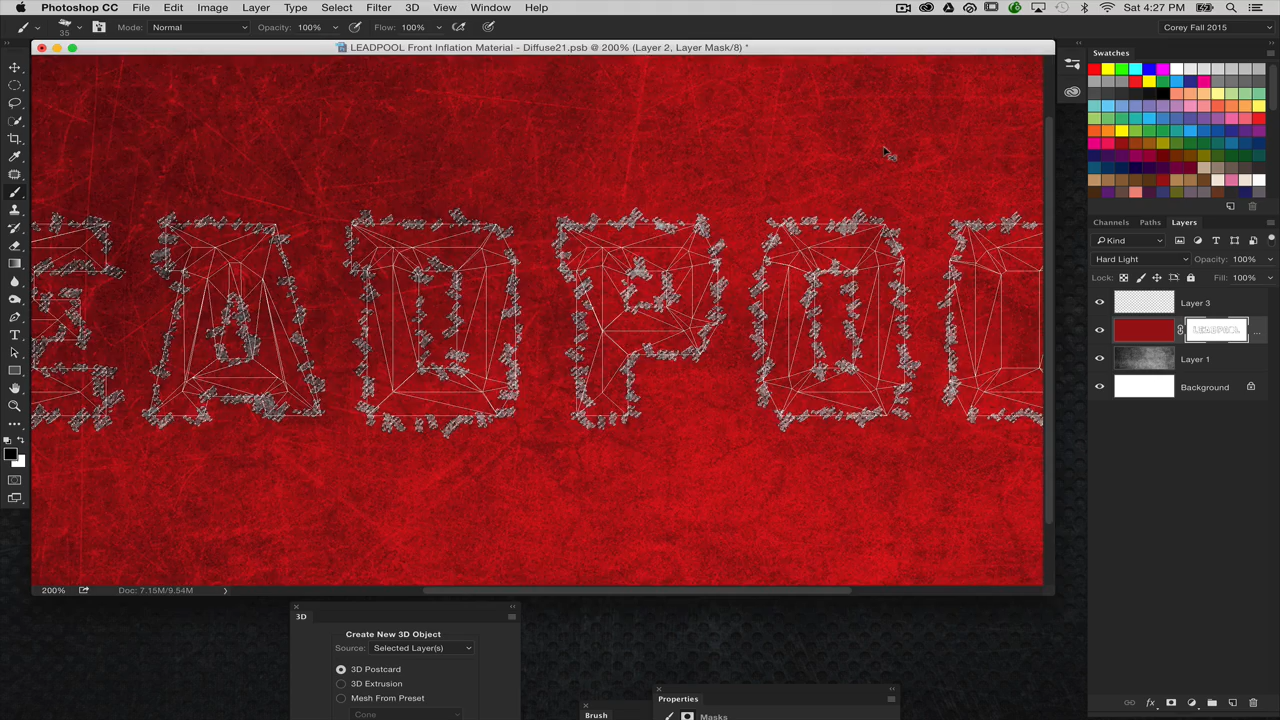 Photoshop CC File Edit Image Layer Type Select Filter 3D View Window Help Sat 4:27 PM
35 Mode: Normal Opacity: 100% Flow: 100% Corey Fall 2015
LEADPOOL Front Inflation Material - Diffuse21.psb @ 200% (Layer 2, Layer Mask/8) *
Swatches
EADPOO
Channels Paths Layers
Kind
Hard Light Opacity: 100%
Lock: Fill: 100%
Layer 3
LEADPOOL ...
Layer 1
Background
200% Doc: 7.15M/9.54M
3D
Create New 3D Object
Source: Selected Layer(s)
3D Postcard
3D Extrusion
Mesh From Preset
Cone
Properties
Masks
Brush